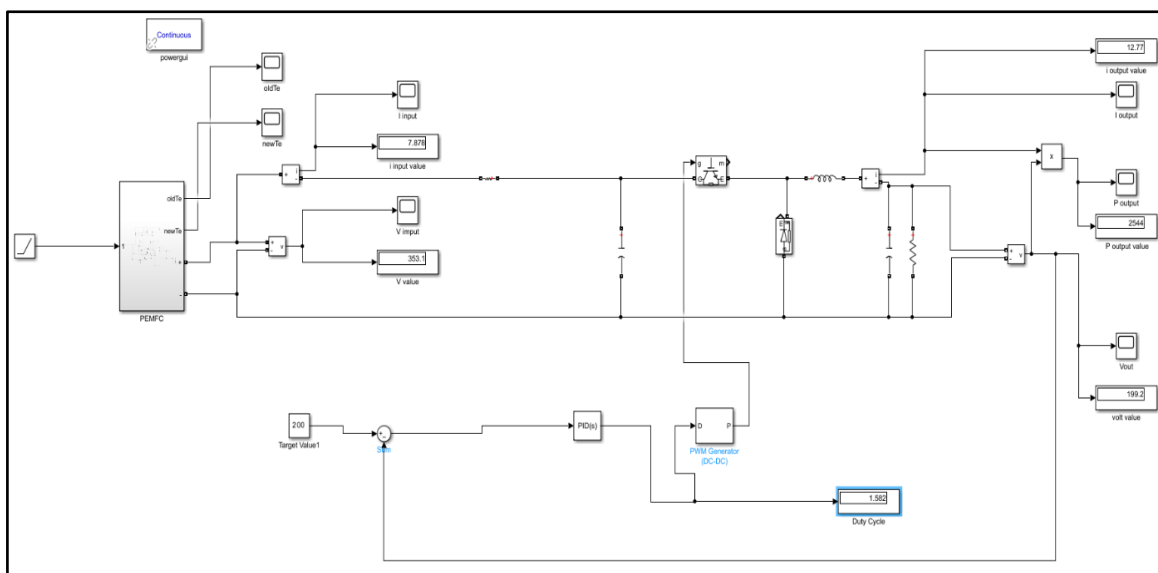 Continuous
powergui
oldTe
newTe
I input
7.878
i input value
V imput
353.1
V value
1
oldTe
newTe
+
-
PEMFC
+
i
-
+
-
v
g
m
C
E
+
i
-
12.77
i output value
I output
x
P output
2544
P output value
+
-
v
Vout
199.2
volt value
200
Target Value1
+
-
Sum
PID(s)
D
P
PWM Generator
(DC-DC)
1.582
Duty Cycle